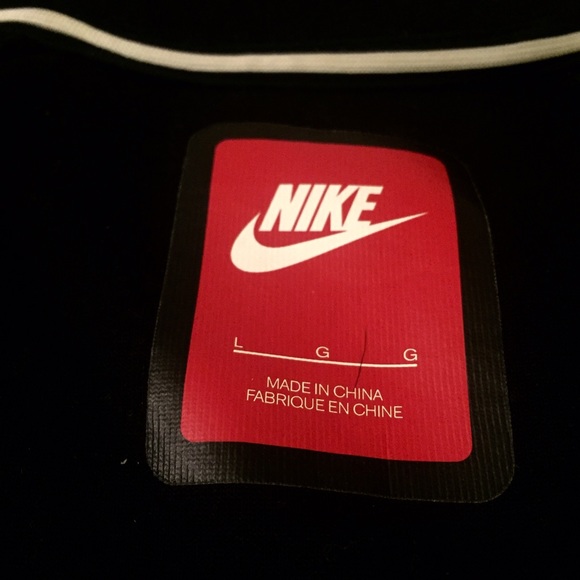 NIKE
L G G
MADE IN CHINA
FABRIQUE EN CHINE